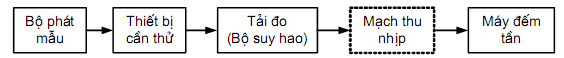 Bộ phát
mẫu
Thiết bị
cần thử
Tải đo
(Bộ suy hao)
Mạch thu
nhịp
Máy đếm
tần